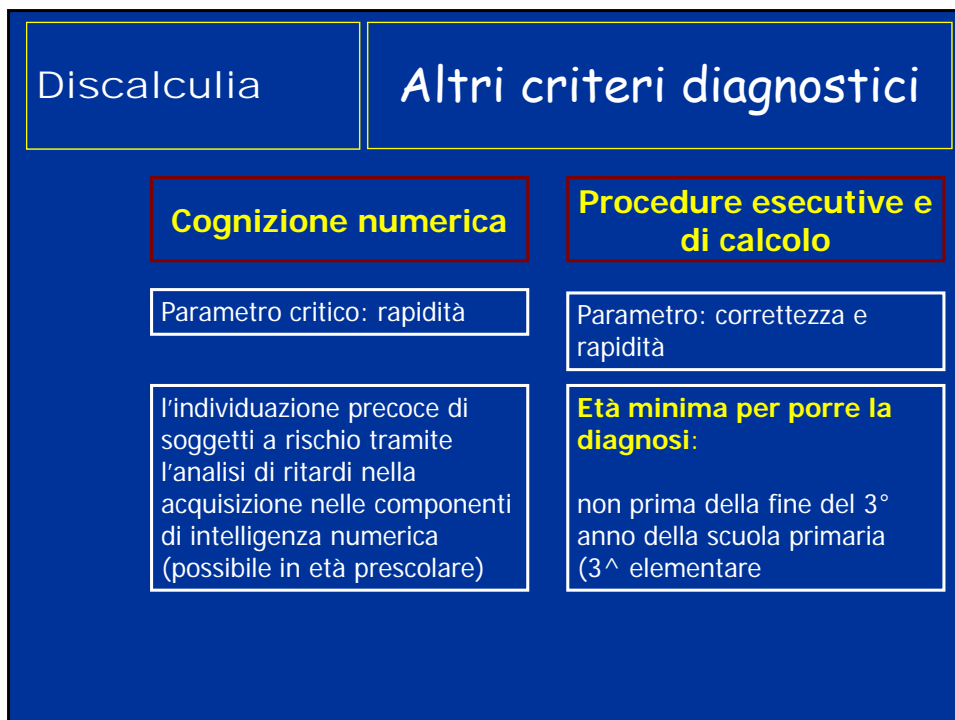 Discalculia
Altri criteri diagnostici
Cognizione numerica
Parametro critico: rapidità
l'individuazione precoce di
soggetti a rischio tramite
l'analisi di ritardi nella
acquisizione nelle componenti
di intelligenza numerica
(possibile in età prescolare)
Procedure esecutive e
di calcolo
Parametro: correttezza e
rapidità
Età minima per porre la
diagnosi:
non prima della fine del 3°
anno della scuola primaria
(3^ elementare